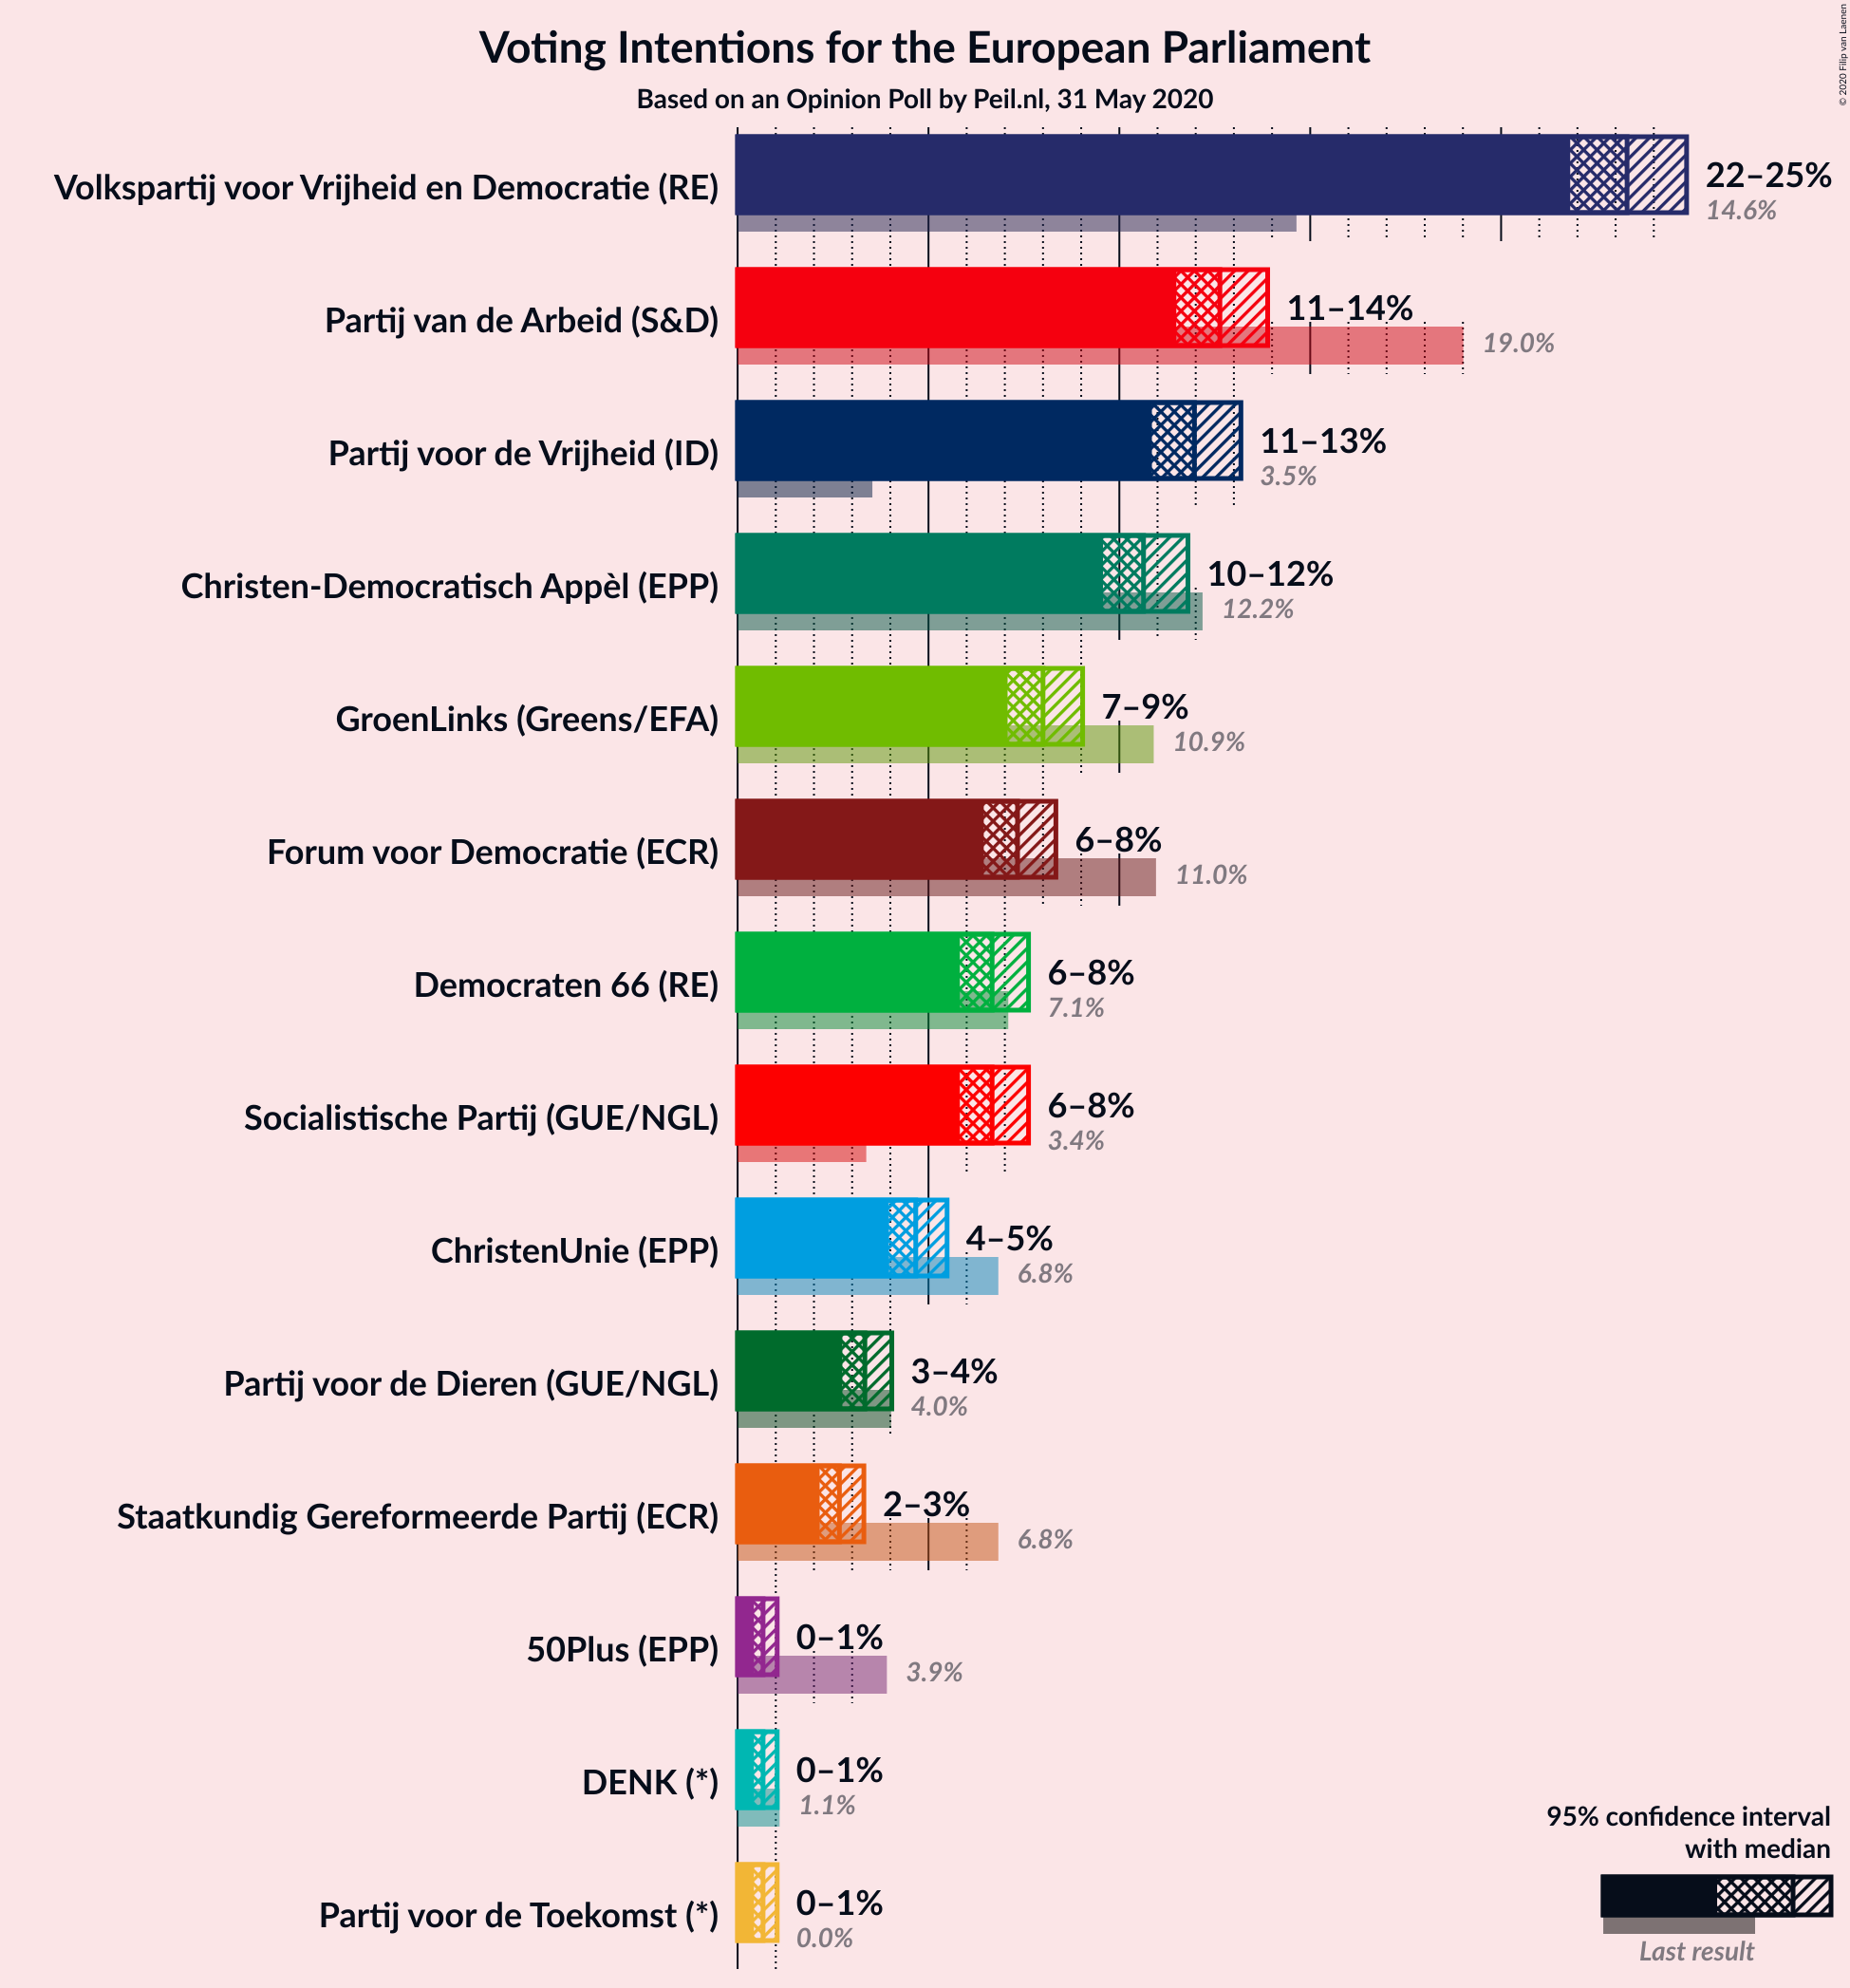 © 2020 Filip van Laenen
Voting Intentions for the European Parliament
Based on an Opinion Poll by Peil.nl, 31 May 2020
Volkspartij voor Vrijheid en Democratie (RE)
22–25%
14.6%
Partij van de Arbeid (S&D)
11–14%
19.0%
Partij voor de Vrijheid (ID)
11–13%
3.5%
Christen-Democratisch Appèl (EPP)
10–12%
12.2%
GroenLinks (Greens/EFA)
7–9%
10.9%
Forum voor Democratie (ECR)
6–8%
11.0%
Democraten 66 (RE)
6–8%
7.1%
Socialistische Partij (GUE/NGL)
6–8%
3.4%
ChristenUnie (EPP)
4–5%
6.8%
Partij voor de Dieren (GUE/NGL)
3–4%
4.0%
Staatkundig Gereformeerde Partij (ECR)
2–3%
6.8%
50Plus (EPP)
0–1%
3.9%
DENK (*)
0–1%
1.1%
Partij voor de Toekomst (*)
0–1%
0.0%
95% confidence interval
with median
Last result